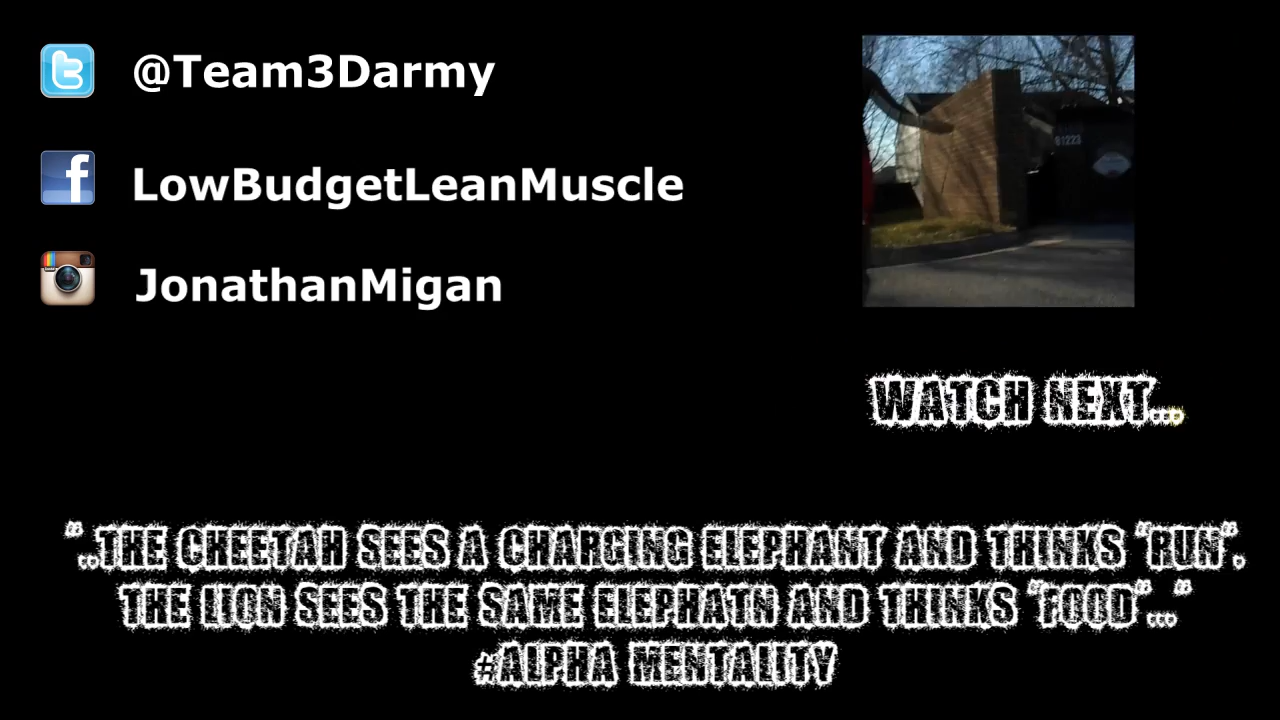 @Team3Darmy
LowBudgetLeanMuscle
JonathanMigan
81223
WATCH NEXT...
"..THE CHEETAH SEES A CHARGING ELEPHANT AND THINKS "RUN".
THE LION SEES THE SAME ELEPHATN AND THINKS "FOOD"..."
#ALPHA MENTALITY